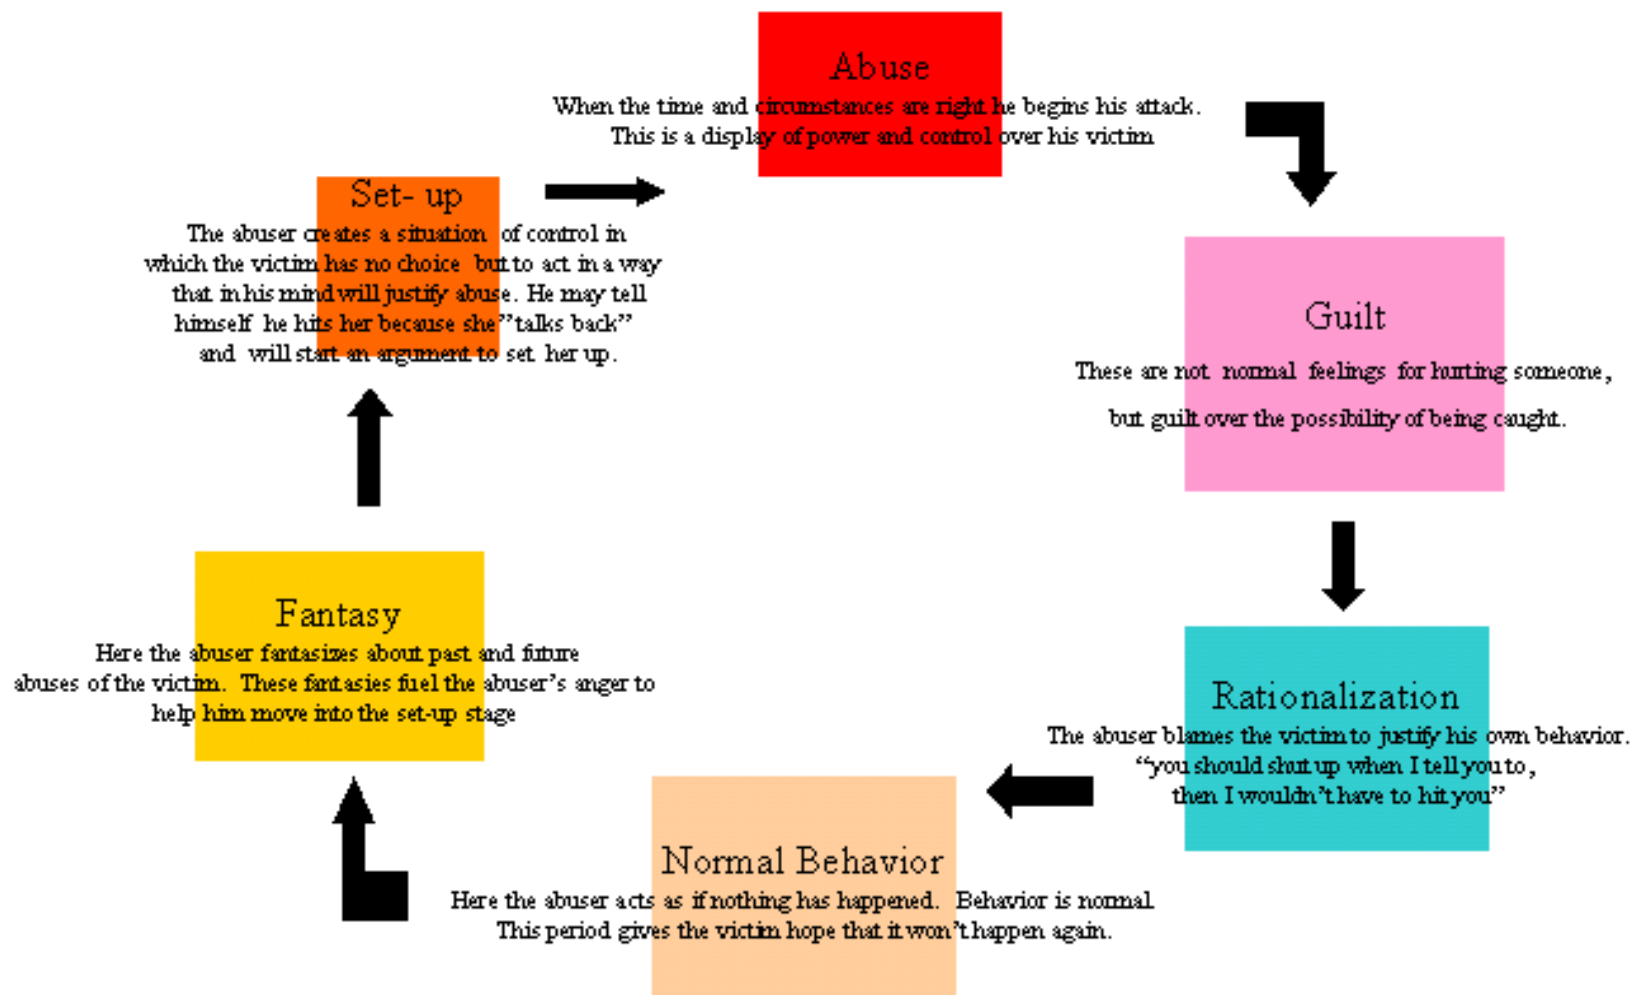 Abuse
When the time and circumstances are right he begins his attack.
This is a display of power and control over his victim
Set- up
The abuser creates a situation of control in
which the victim has no choice but to act in a way
that in his mind will justify abuse. He may tell
himself he hits her because she”talks back”
and will start an argument to set her up.
Guilt
These are not normal feelings for hurting someone,
but guilt over the possibility of being caught.
Fantasy
Here the abuser fantasizes about past and future
abuses of the victim. These fantasies fuel the abuser’s anger to
help him move into the set-up stage
Rationalization
The abuser blames the victim to justify his own behavior.
“you should shut up when I tell you to,
then I wouldn’t have to hit you”
Normal Behavior
Here the abuser acts as if nothing has happened. Behavior is normal
This period gives the victim hope that it won’t happen again.